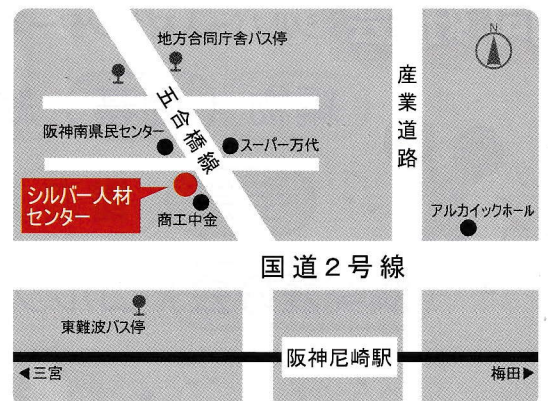 地方合同庁舎バス停
N
五合橋線
産業道路
阪神南県民センター
スーパー万代
シルバー人材
センター
商工中金
アルカイックホール
国道2号線
東難波バス停
阪神尼崎駅
◀三宮
梅田▶